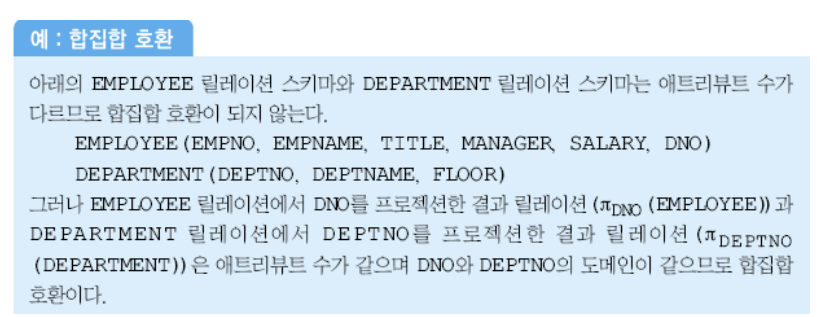 예 : 합집합 호환
아래의 EMPLOYEE 릴레이션 스키마와 DEPARTMENT 릴레이션 스키마는 애트리뷰트 수가
다르므로 합집합 호환이 되지 않는다.
EMPLOYEE (EMPNO, EMPNAME, TITLE, MANAGER, SALARY, DNO)
DEPARTMENT (DEPTNO, DEPTNAME, FLOOR)
그러나 EMPLOYEE 릴레이션에서 DNO를 프로젝션한 결과 릴레이션 (π_DNO (EMPLOYEE)) 과
DEPARTMENT 릴레이션에서 DEPTNO를 프로젝션한 결과 릴레이션 (π_DEPTNO
(DEPARTMENT)) 은 애트리뷰트 수가 같으며 DNO와 DEPTNO의 도메인이 같으므로 합집합
호환이다.